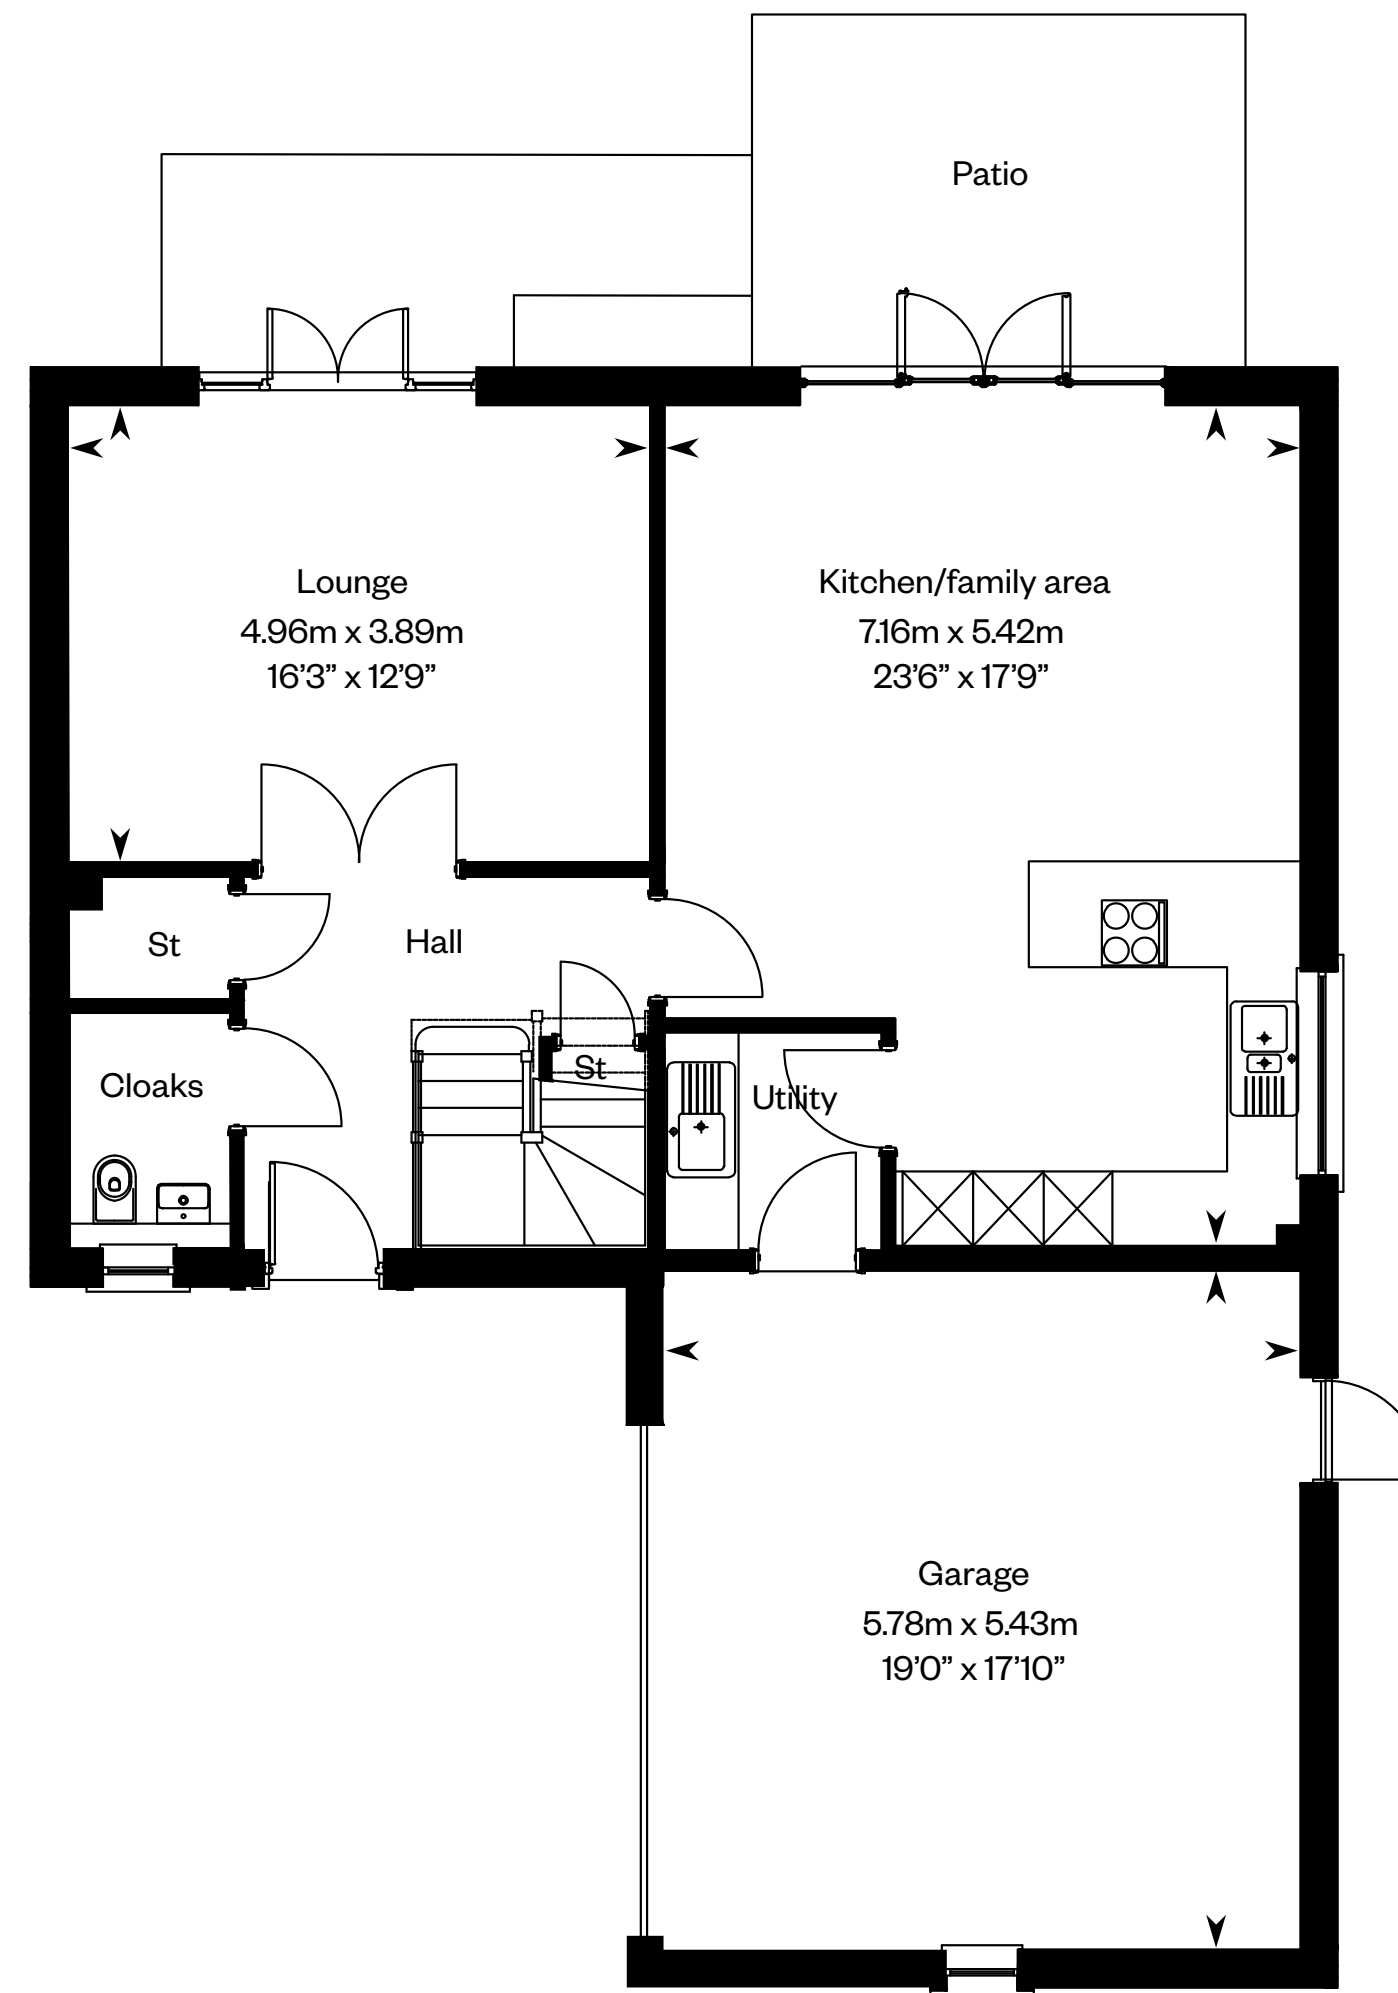 Patio
Lounge
4.96m x 3.89m
16’3” x 12’9”
Kitchen/family area
7.16m x 5.42m
23’6” x 17’9”
St
Hall
St
Cloaks
Utility
Garage
5.78m x 5.43m
19’0” x 17’10”